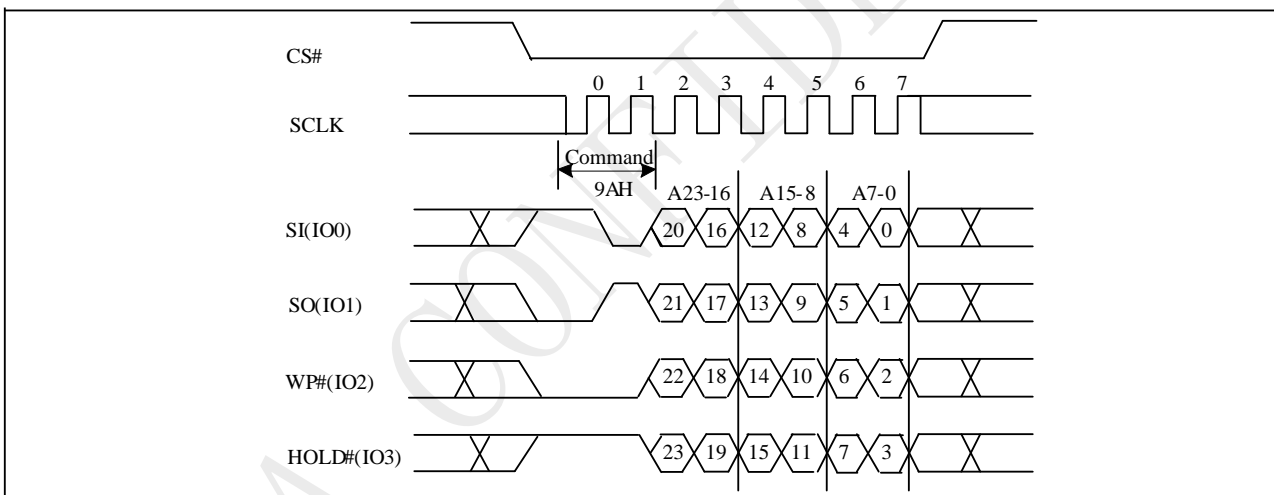 CS#
0 1 2 3 4 5 6 7
SCLK
Command
9AH
A23-16 A15-8 A7-0
SI(IO0) 20 16 12 8 4 0
SO(IO1) 21 17 13 9 5 1
WP#(IO2) 22 18 14 10 6 2
HOLD#(IO3) 23 19 15 11 7 3